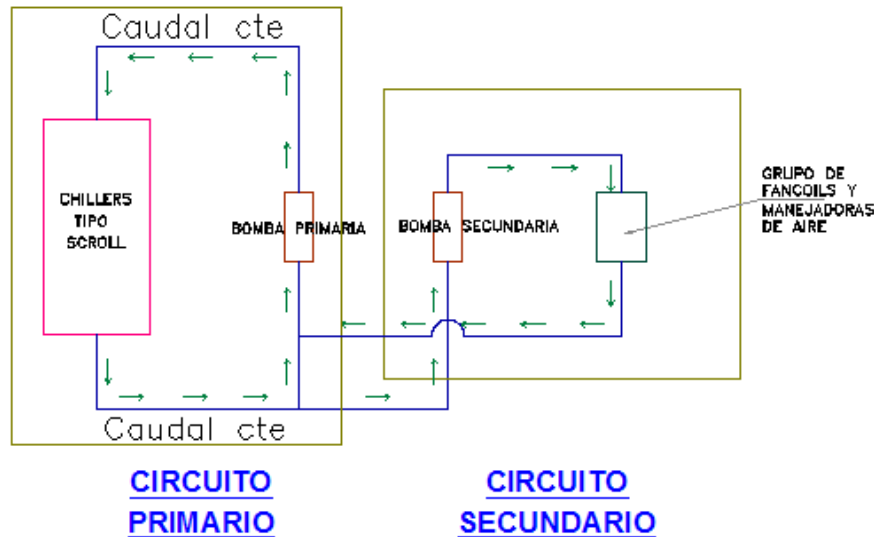 Caudal cte
CHILLERS
TIPO
SCROLL
BOMBA PRIMARIA
BOMBA SECUNDARIA
GRUPO DE
FANCOILS Y
MANEJADORAS
DE AIRE
Caudal cte
CIRCUITO
PRIMARIO
CIRCUITO
SECUNDARIO